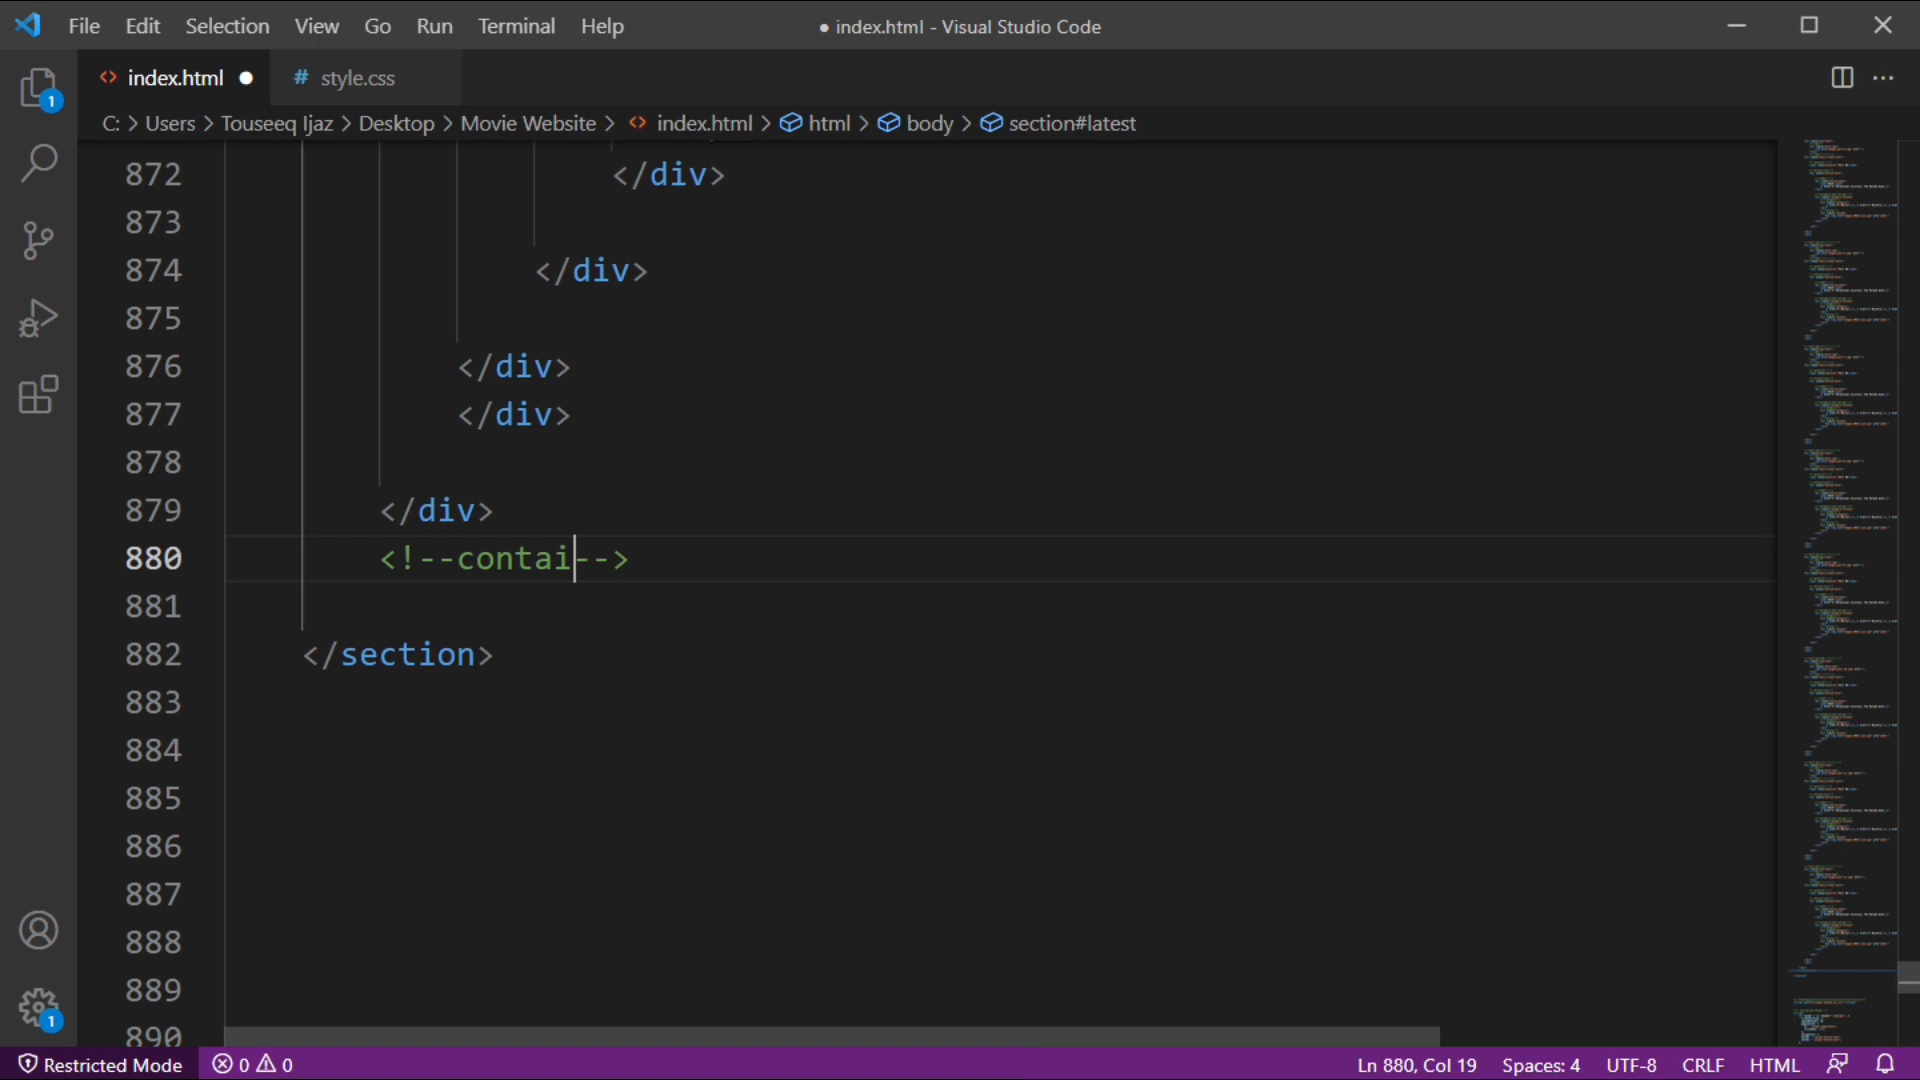 File Edit Selection View Go Run Terminal Help ● index.html - Visual Studio Code
index.html ● # style.css
C: > Users > Touseeq Ijaz > Desktop > Movie Website > index.html > html > body > section#latest
872 </div>
873
874 </div>
875
876 </div>
877 </div>
878
879 </div>
880 <!--contai-->
881
882 </section>
883
884
885
886
887
888
889
890
1
1
Restricted Mode 0 0 Ln 880, Col 19 Spaces: 4 UTF-8 CRLF HTML